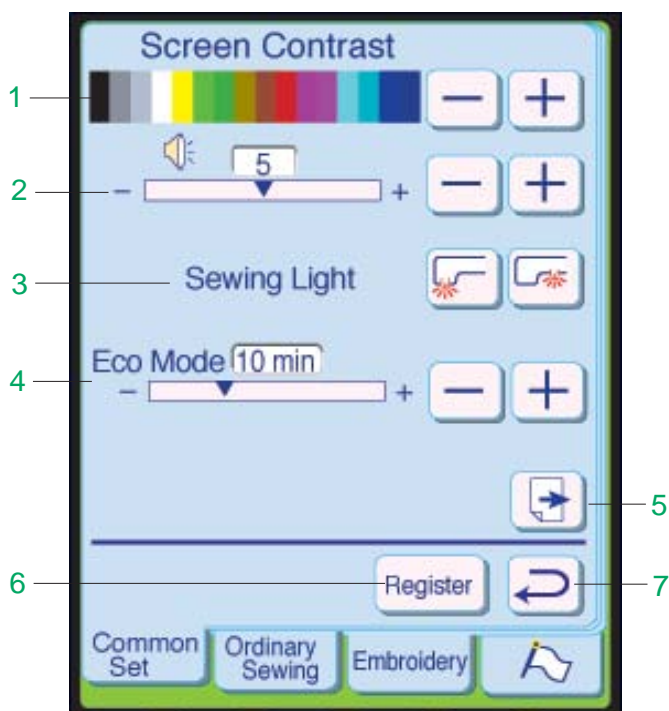 Screen Contrast
1
− +
5
2
− +
− +
3
Sewing Light
Eco Mode 10 min
4
− +
− +
5
6
Register
7
Common
Set
Ordinary
Sewing
Embroidery